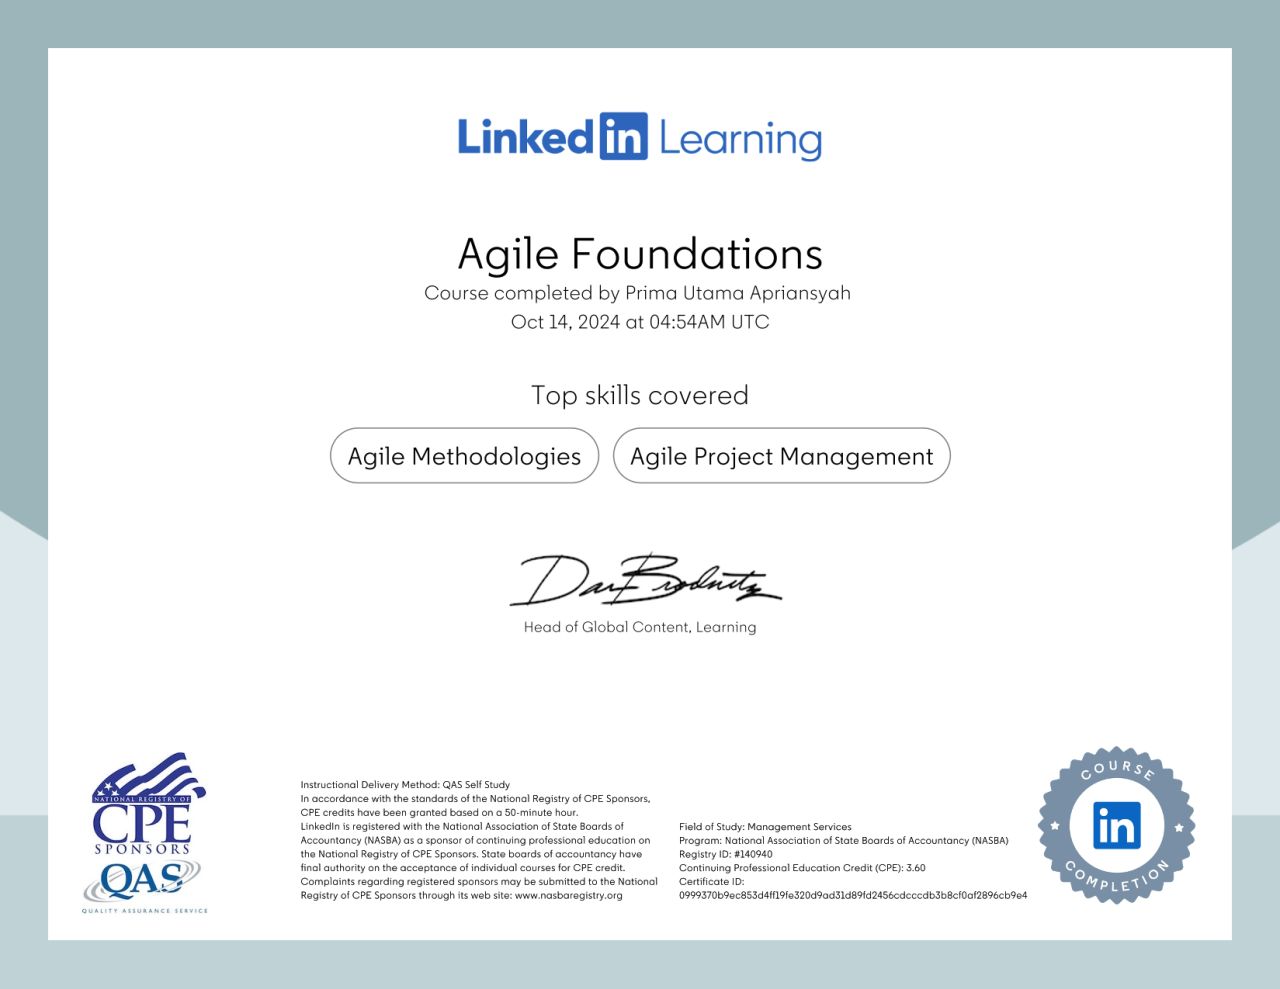 LinkedIn Learning
Agile Foundations
Course completed by Prima Utama Apriansyah
Oct 14, 2024 at 04:54AM UTC
Top skills covered
Agile Methodologies
Agile Project Management
Dan Brodnitz
Head of Global Content, Learning
NATIONAL REGISTRY OF
CPE
SPONSORS
QAS
QUALITY ASSURANCE SERVICE
Instructional Delivery Method: QAS Self Study
In accordance with the standards of the National Registry of CPE Sponsors,
CPE credits have been granted based on a 50-minute hour.
LinkedIn is registered with the National Association of State Boards of
Accountancy (NASBA) as a sponsor of continuing professional education on
the National Registry of CPE Sponsors. State boards of accountancy have
final authority on the acceptance of individual courses for CPE credit.
Complaints regarding registered sponsors may be submitted to the National
Registry of CPE Sponsors through its web site: www.nasbaregistry.org
Field of Study: Management Services
Program: National Association of State Boards of Accountancy (NASBA)
Registry ID: #140940
Continuing Professional Education Credit (CPE): 3.60
Certificate ID:
0999370b9ec853d4ff19fe320d9ad31d89fd2456cdcccdb3b8cf0af2896cb9e4
COURSE
in
COMPLETION